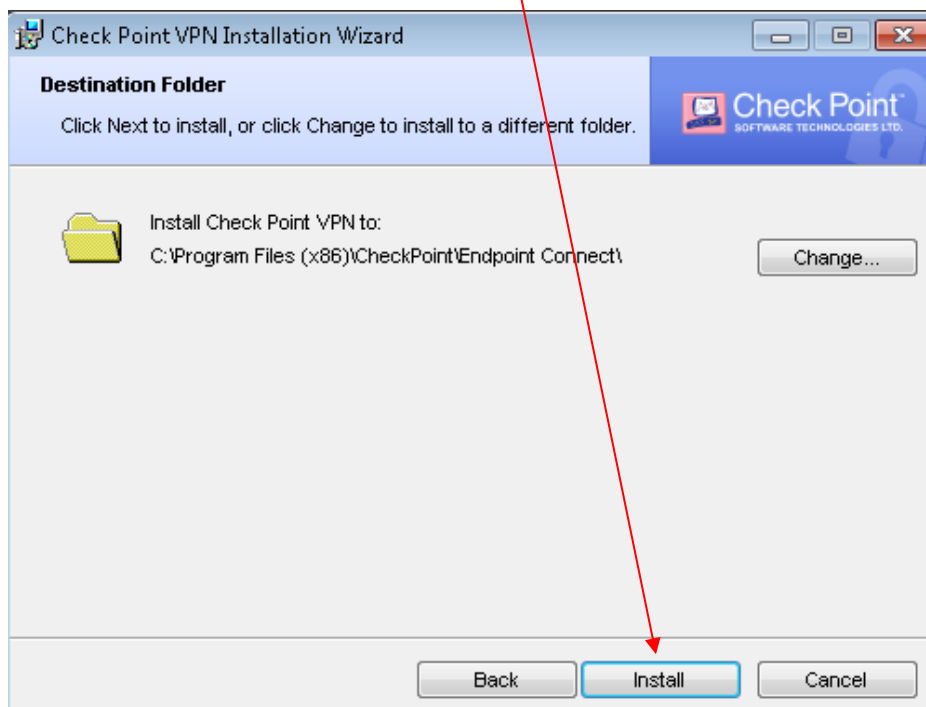 Check Point VPN Installation Wizard
Destination Folder
Click Next to install, or click Change to install to a different folder.
Check Point™
SOFTWARE TECHNOLOGIES LTD.
Install Check Point VPN to:
C:\Program Files (x86)\CheckPoint\Endpoint Connect\
Change...
Back
Install
Cancel